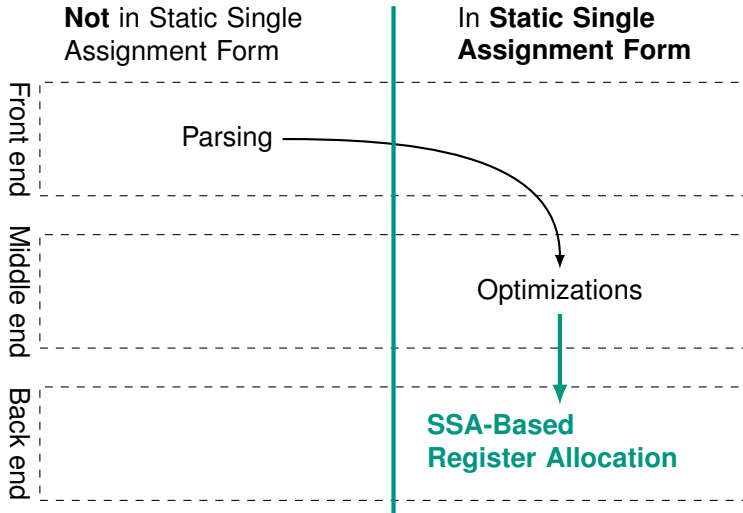 Not in Static Single
Assignment Form
In Static Single
Assignment Form
Front end
Parsing
Middle end
Optimizations
Back end
SSA-Based
Register Allocation